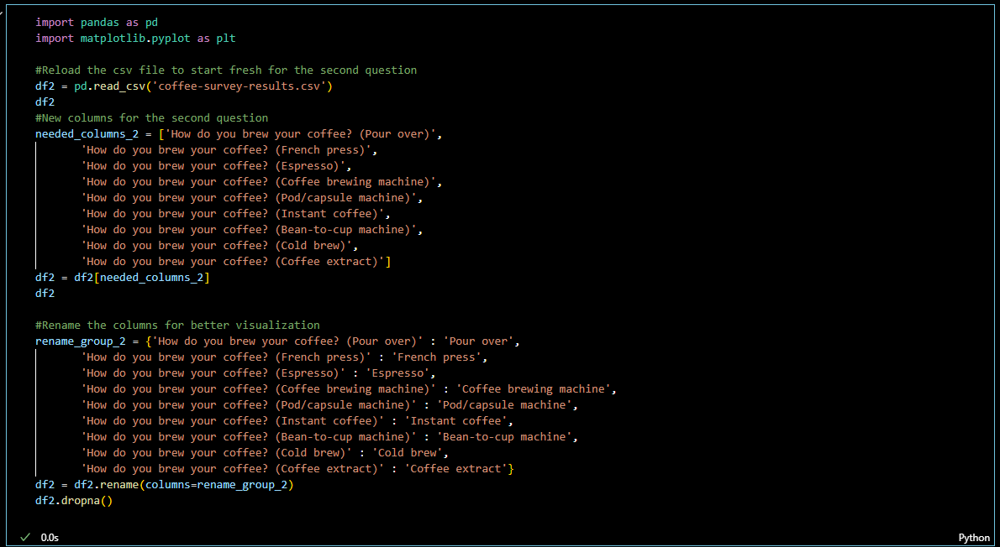 import pandas as pd
import matplotlib.pyplot as plt
#Reload the csv file to start fresh for the second question
df2 = pd.read_csv('coffee-survey-results.csv')
df2
#New columns for the second question
needed_columns_2 = ['How do you brew your coffee? (Pour over)',
'How do you brew your coffee? (French press)',
'How do you brew your coffee? (Espresso)',
'How do you brew your coffee? (Coffee brewing machine)',
'How do you brew your coffee? (Pod/capsule machine)',
'How do you brew your coffee? (Instant coffee)',
'How do you brew your coffee? (Bean-to-cup machine)',
'How do you brew your coffee? (Cold brew)',
'How do you brew your coffee? (Coffee extract)']
df2 = df2[needed_columns_2]
df2
#Rename the columns for better visualization
rename_group_2 = {'How do you brew your coffee? (Pour over)' : 'Pour over',
'How do you brew your coffee? (French press)' : 'French press',
'How do you brew your coffee? (Espresso)' : 'Espresso',
'How do you brew your coffee? (Coffee brewing machine)' : 'Coffee brewing machine',
'How do you brew your coffee? (Pod/capsule machine)' : 'Pod/capsule machine',
'How do you brew your coffee? (Instant coffee)' : 'Instant coffee',
'How do you brew your coffee? (Bean-to-cup machine)' : 'Bean-to-cup machine',
'How do you brew your coffee? (Cold brew)' : 'Cold brew',
'How do you brew your coffee? (Coffee extract)' : 'Coffee extract'}
df2 = df2.rename(columns=rename_group_2)
df2.dropna()
0.0s
Python